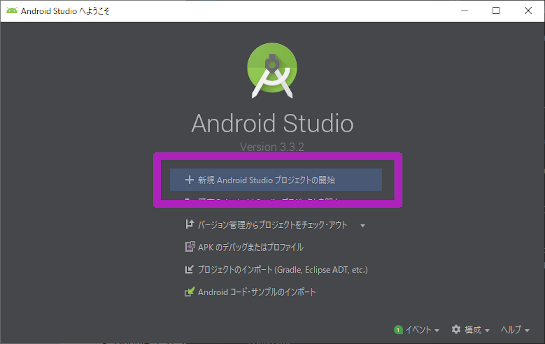 Android Studio へようこそ
Android Studio
Version 3.3.2
新規 Android Studio プロジェクトの開始
バージョン管理からプロジェクトをチェック・アウト
APK のデバッグまたはプロファイル
プロジェクトのインポート (Gradle, Eclipse ADT, etc.)
Android コード・サンプルのインポート
1 イベント 構成 ヘルプ